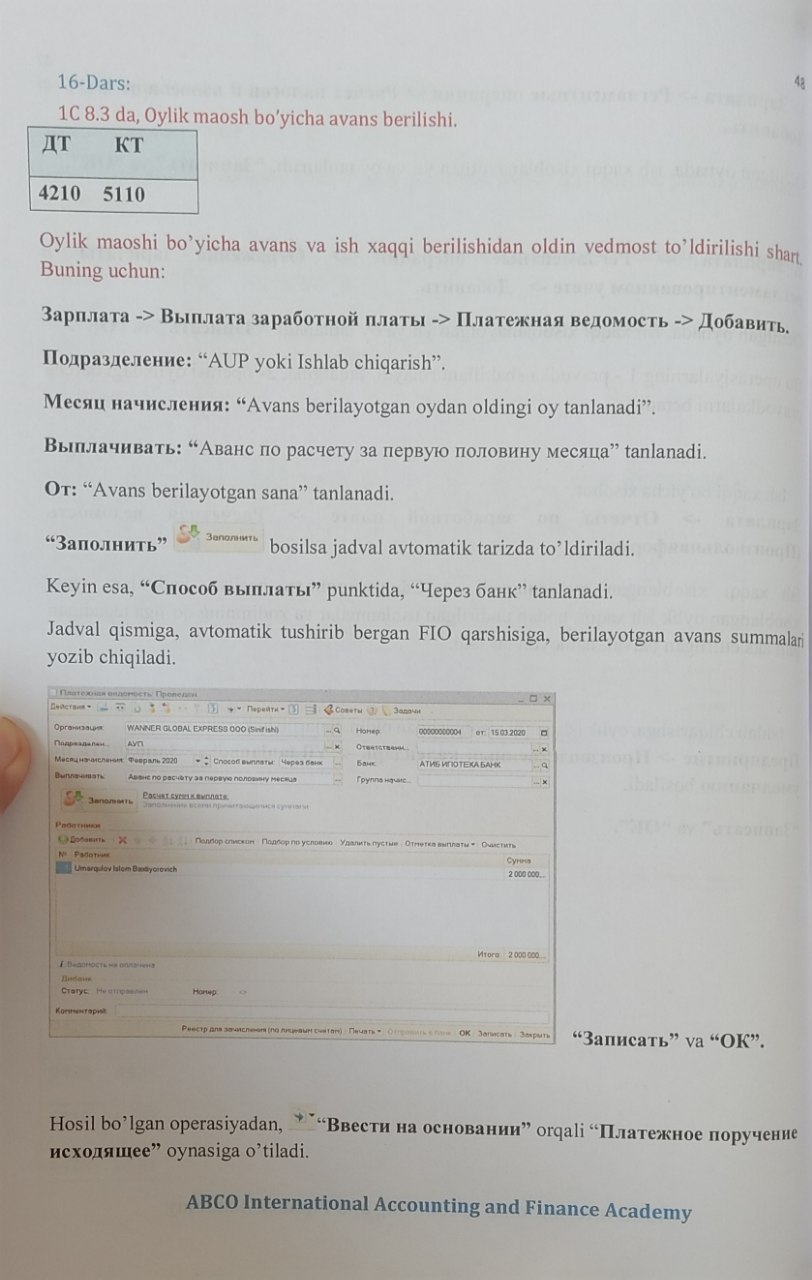 48
16-Dars:
1C 8.3 da, Oylik maosh bo’yicha avans berilishi.
ДТ КТ
4210 5110
Oylik maoshi bo’yicha avans va ish xaqqi berilishidan oldin vedmost to’ldirilishi shart.
Buning uchun:
Зарплата -> Выплата заработной платы -> Платежная ведомость -> Добавить.
Подразделение: “AUP yoki Ishlab chiqarish”.
Месяц начисления: “Avans berilayotgan oydan oldingi oy tanlanadi”.
Выплачивать: “Аванс по расчету за первую половину месяца” tanlanadi.
От: “Avans berilayotgan sana” tanlanadi.
“Заполнить” Заполнить bosilsa jadval avtomatik tarizda to’ldiriladi.
Keyin esa, “Способ выплаты” punktida, “Через банк” tanlanadi.
Jadval qismiga, avtomatik tushirib bergan FIO qarshisiga, berilayotgan avans summalari
yozib chiqiladi.
Платежная ведомость: Проведен
Действия Перейти Советы Задачи
Организация: WANNER GLOBAL EXPRESS ООО (Sinf ishi) ... Номер: 00000000004 от: 15.03.2020
Подразделен... АУП ... x Ответственн... ... x
Месяц начисления: Февраль 2020 Способ выплаты: Через банк ... Банк: АТИБ ИПОТЕКА БАНК ...
Выплачивать: Аванс по расчету за первую половину месяца ... Группа начис... ... x
Заполнить Расчет сумм к выплате.
Заполнение всеми причитающимися суммами
Работники
Добавить Подбор списком Подбор по условию Удалить пустые Отметка выплаты Очистить
№ Работник Сумма
1 Umarqulov Islom Baxtiyorovich 2 000 000...
Итого: 2 000 000...
i Ведомость не оплачена
Дибанк
Статус: Не отправлен Номер: <>
Комментарий:
Реестр для зачисления (по лицевым счетам) Печать Отправить в банк ОК Записать Закрыть
“Записать” va “OK”.
Hosil bo’lgan operasiyadan, “Ввести на основании” orqali “Платежное поручение
исходящее” oynasiga o’tiladi.
ABCO International Accounting and Finance Academy